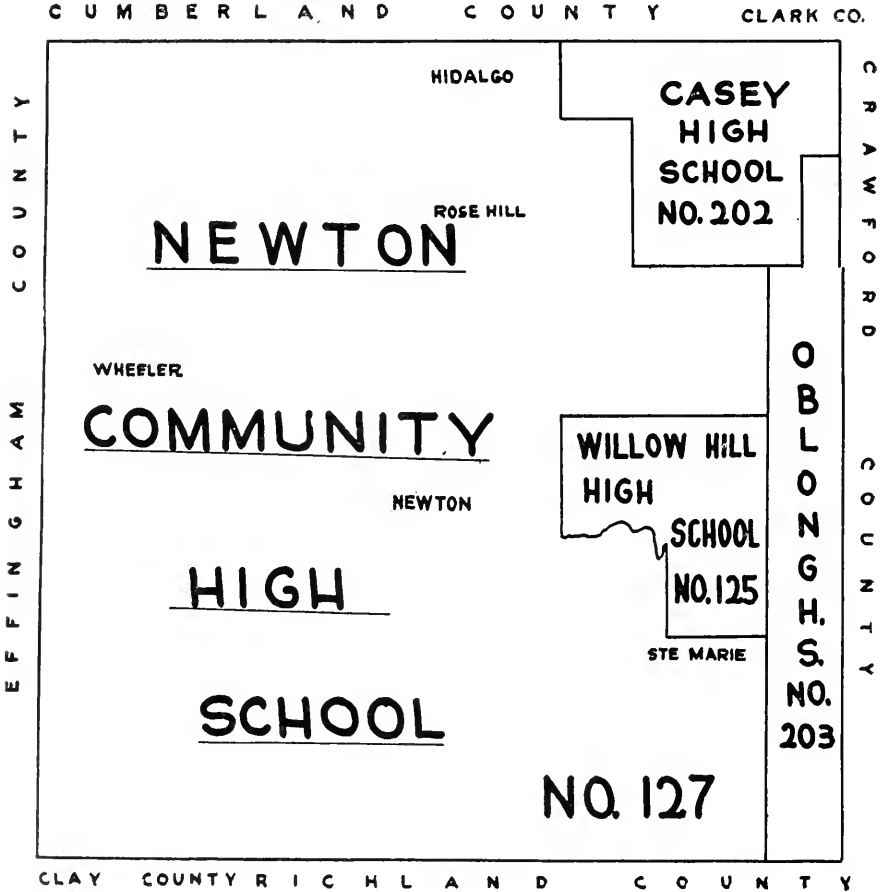 CUMBERLAND COUNTY CLARK CO.
EFFINGHAM COUNTY
CRAWFORD COUNTY
HIDALGO
CASEY
HIGH
SCHOOL
NO. 202
ROSE HILL
NEWTON
WHEELER
COMMUNITY
NEWTON
HIGH
SCHOOL
NO. 127
WILLOW HILL
HIGH
SCHOOL
NO. 125
STE MARIE
OBLONG H.
S.
NO.
203
CLAY COUNTY RICHLAND COUNTY